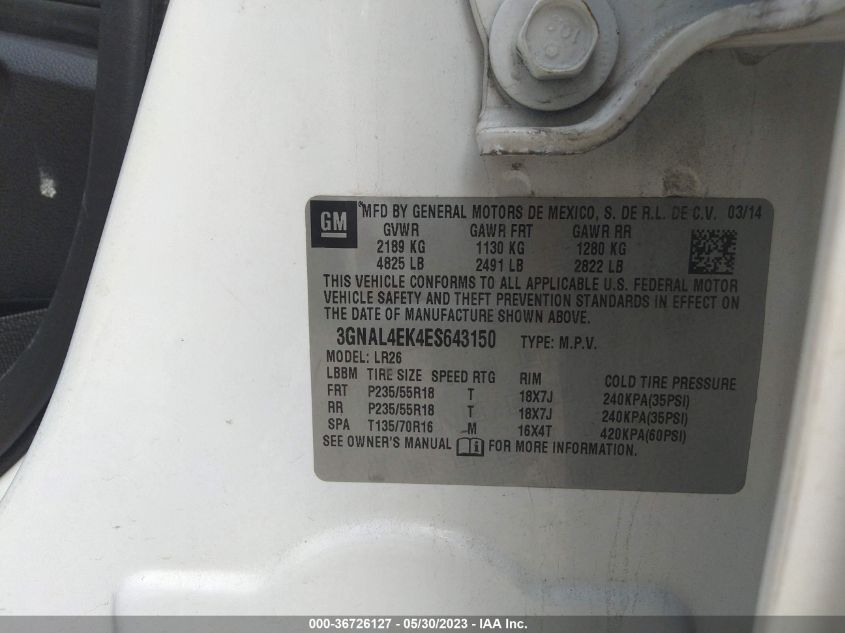 301
GM
MFD BY GENERAL MOTORS DE MEXICO, S. DE R.L. DE C.V. 03/14
GVWR GAWR FRT GAWR RR
2189 KG 1130 KG 1280 KG
4825 LB 2491 LB 2822 LB
THIS VEHICLE CONFORMS TO ALL APPLICABLE U.S. FEDERAL MOTOR
VEHICLE SAFETY AND THEFT PREVENTION STANDARDS IN EFFECT ON
THE DATE OF MANUFACTURE SHOWN ABOVE.
3GNAL4EK4ES643150 TYPE: M.P.V.
MODEL: LR26
LBBM TIRE SIZE SPEED RTG RIM COLD TIRE PRESSURE
FRT P235/55R18 T 18X7J 240KPA(35PSI)
RR P235/55R18 T 18X7J 240KPA(35PSI)
SPA T135/70R16 M 16X4T 420KPA(60PSI)
SEE OWNER'S MANUAL FOR MORE INFORMATION.
000-36726127 - 05/30/2023 - IAA Inc.